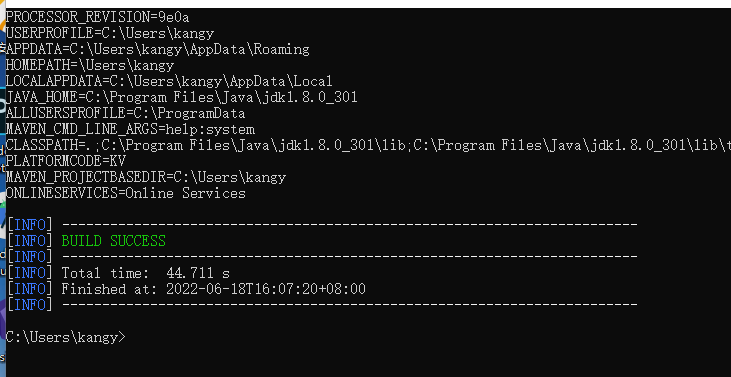 PROCESSOR_REVISION=9e0a
USERPROFILE=C:\Users\kangy
APPDATA=C:\Users\kangy\AppData\Roaming
HOMEPATH=\Users\kangy
LOCALAPPDATA=C:\Users\kangy\AppData\Local
JAVA_HOME=C:\Program Files\Java\jdk1.8.0_301
ALLUSERSPROFILE=C:\ProgramData
MAVEN_CMD_LINE_ARGS=help:system
CLASSPATH=.;C:\Program Files\Java\jdk1.8.0_301\lib;C:\Program Files\Java\jdk1.8.0_301\lib\t
PLATFORMCODE=KV
MAVEN_PROJECTBASEDIR=C:\Users\kangy
ONLINESERVICES=Online Services
[INFO] ------------------------------------------------------------------------
[INFO] BUILD SUCCESS
[INFO] ------------------------------------------------------------------------
[INFO] Total time:  44.711 s
[INFO] Finished at: 2022-06-18T16:07:20+08:00
[INFO] ------------------------------------------------------------------------
C:\Users\kangy>